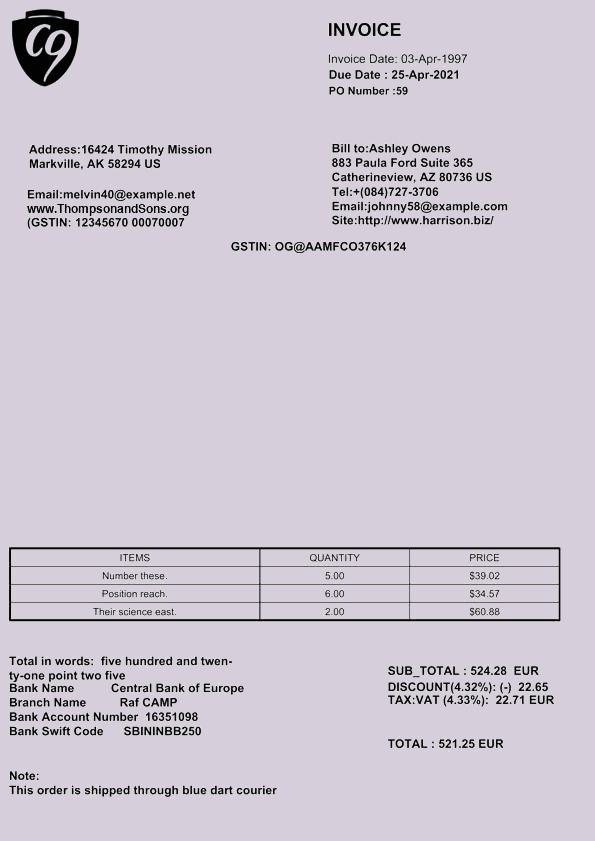 C9
INVOICE
Invoice Date: 03-Apr-1997
Due Date : 25-Apr-2021
PO Number :59
Address:16424 Timothy Mission
Markville, AK 58294 US
Email:melvin40@example.net
www.ThompsonandSons.org
(GSTIN: 12345670 00070007
Bill to:Ashley Owens
883 Paula Ford Suite 365
Catherineview, AZ 80736 US
Tel:+(084)727-3706
Email:johnny58@example.com
Site:http://www.harrison.biz/
GSTIN: OG@AAMFCO376K124
ITEMS QUANTITY PRICE
Number these. 5.00 $39.02
Position reach. 6.00 $34.57
Their science east. 2.00 $60.88
Total in words: five hundred and twen-
ty-one point two five
Bank Name Central Bank of Europe
Branch Name Raf CAMP
Bank Account Number 16351098
Bank Swift Code SBININBB250
SUB_TOTAL : 524.28 EUR
DISCOUNT(4.32%): (-) 22.65
TAX:VAT (4.33%): 22.71 EUR
TOTAL : 521.25 EUR
Note:
This order is shipped through blue dart courier